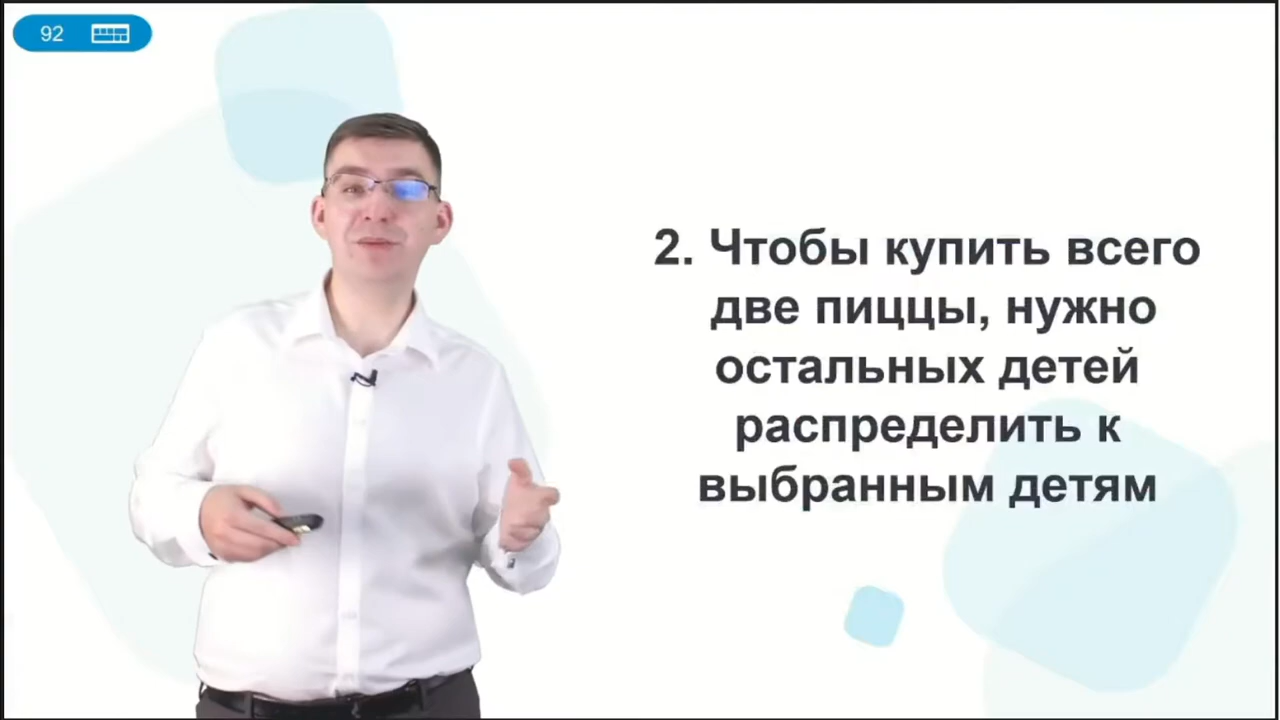 92
2. Чтобы купить всего
две пиццы, нужно
остальных детей
распределить к
выбранным детям